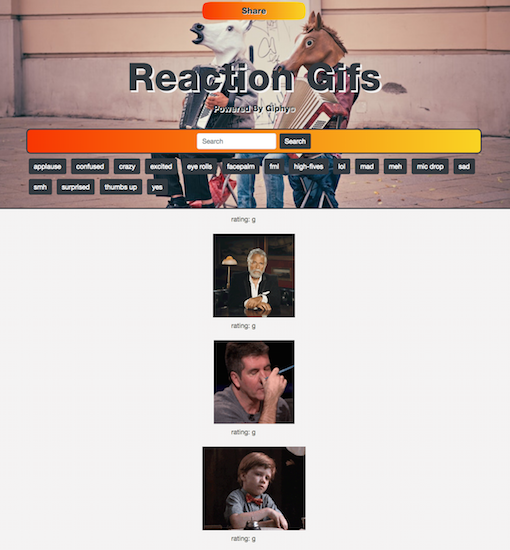 Share
Reaction Gifs
Powered By Giphy©
Search Search
applause confused crazy excited eye rolls facepalm fml high-fives lol mad meh mic drop sad
smh surprised thumbs up yes
rating: g
rating: g
rating: g
rating: g